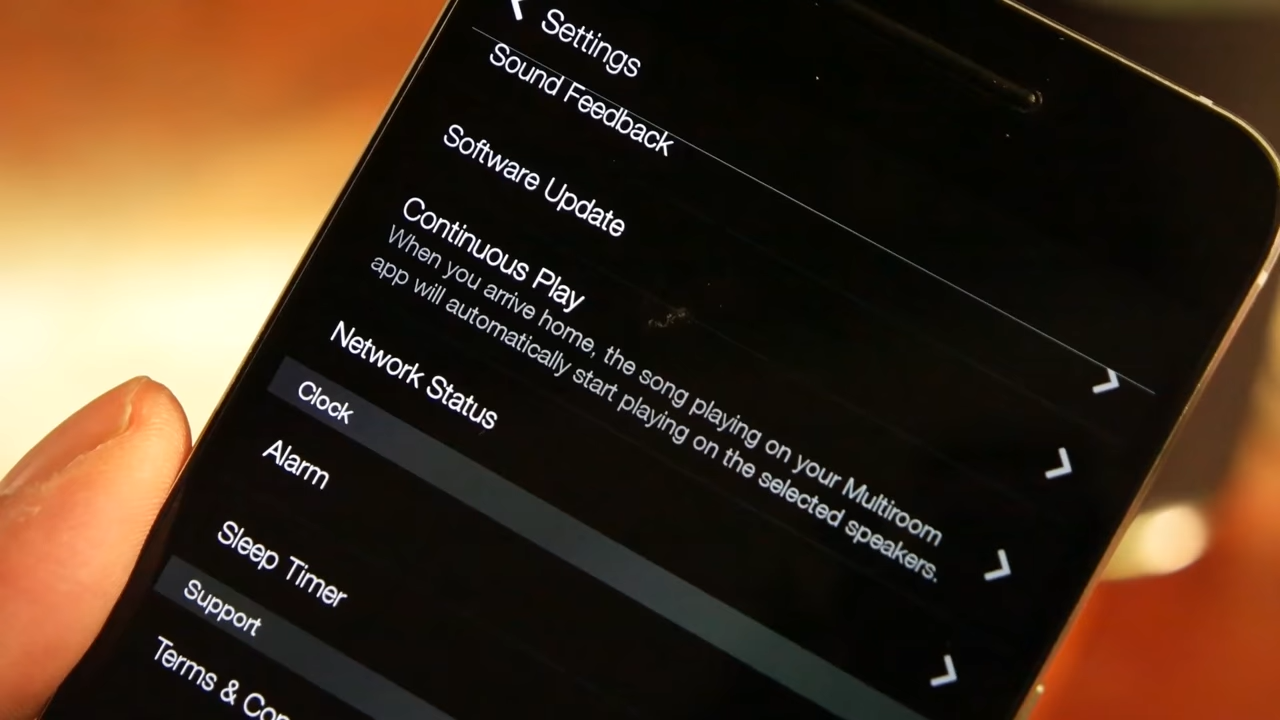 Settings
Sound Feedback
Software Update
Continuous Play
When you arrive home, the song playing on your Multiroom
app will automatically start playing on the selected speakers.
Network Status
Clock
Alarm
Sleep Timer
Support
Terms &